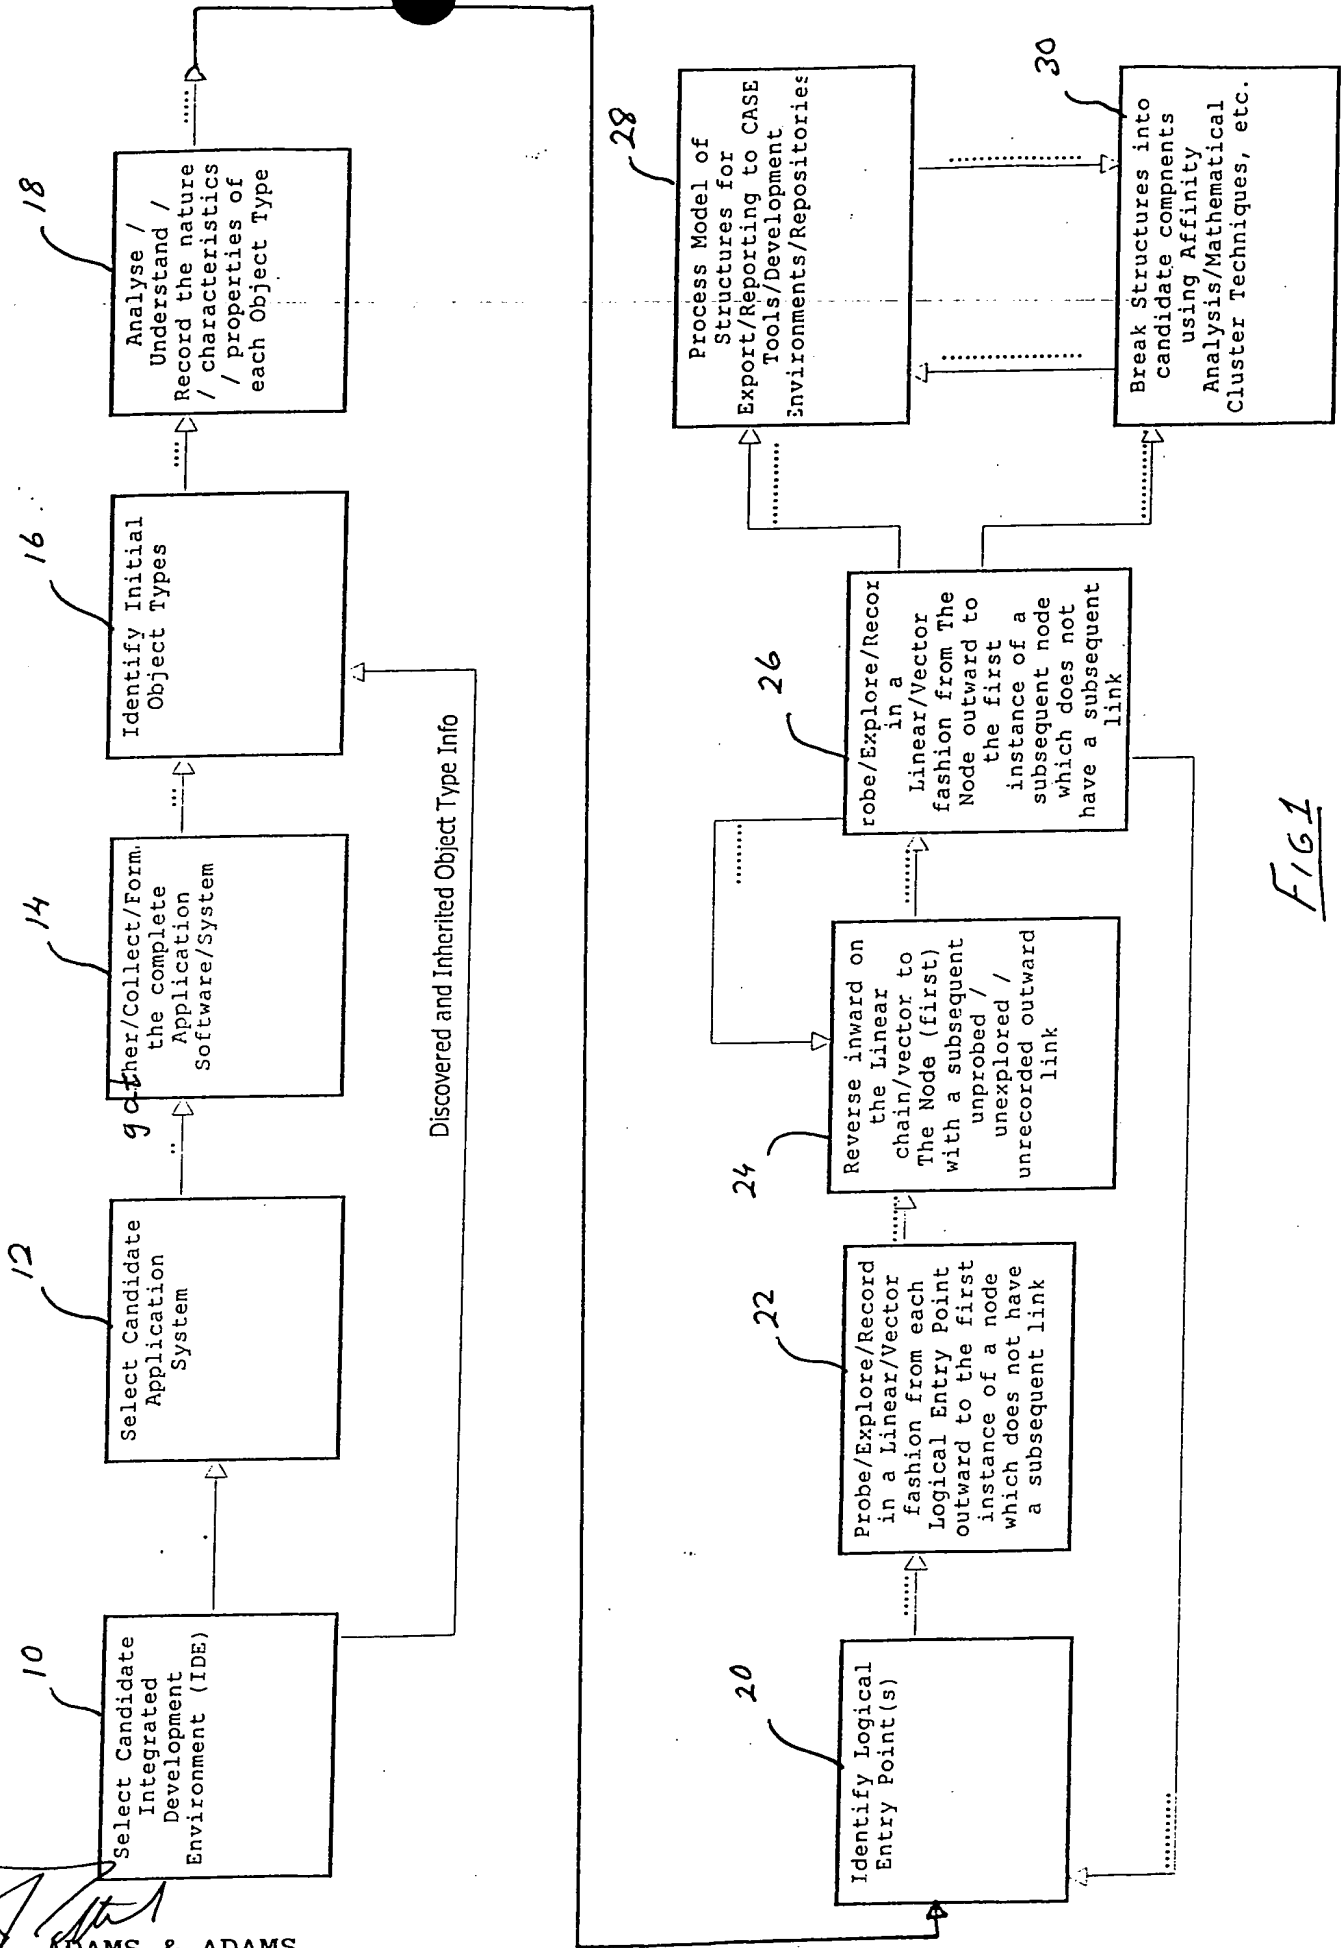 10
Select Candidate
Integrated
Development
Environment (IDE)
12
Select Candidate
Application
System
14
gather/Collect/Form.
the complete
Application
Software/System
16
Identify Initial
Object Types
18
Analyse /
Understand /
Record the nature
/ characteristics
/ properties of
each Object Type
Discovered and Inherited Object Type Info
20
Identify Logical
Entry Point(s)
22
Probe/Explore/Record
in a Linear/Vector
fashion from each
Logical Entry Point
outward to the first
instance of a node
which does not have
a subsequent link
24
Reverse inward on
the Linear
chain/vector to
The Node (first)
with a subsequent
unprobed /
unexplored /
unrecorded outward
link
26
robe/Explore/Recor
in a
Linear/Vector
fashion from The
Node outward to
the first
instance of a
subsequent node
which does not
have a subsequent
link
28
Process Model of
Structures for
Export/Reporting to CASE
Tools/Development
Environments/Repositories
30
Break Structures into
candidate compnents
using Affinity
Analysis/Mathematical
Cluster Techniques, etc.
FIG 1
ADAMS & ADAMS